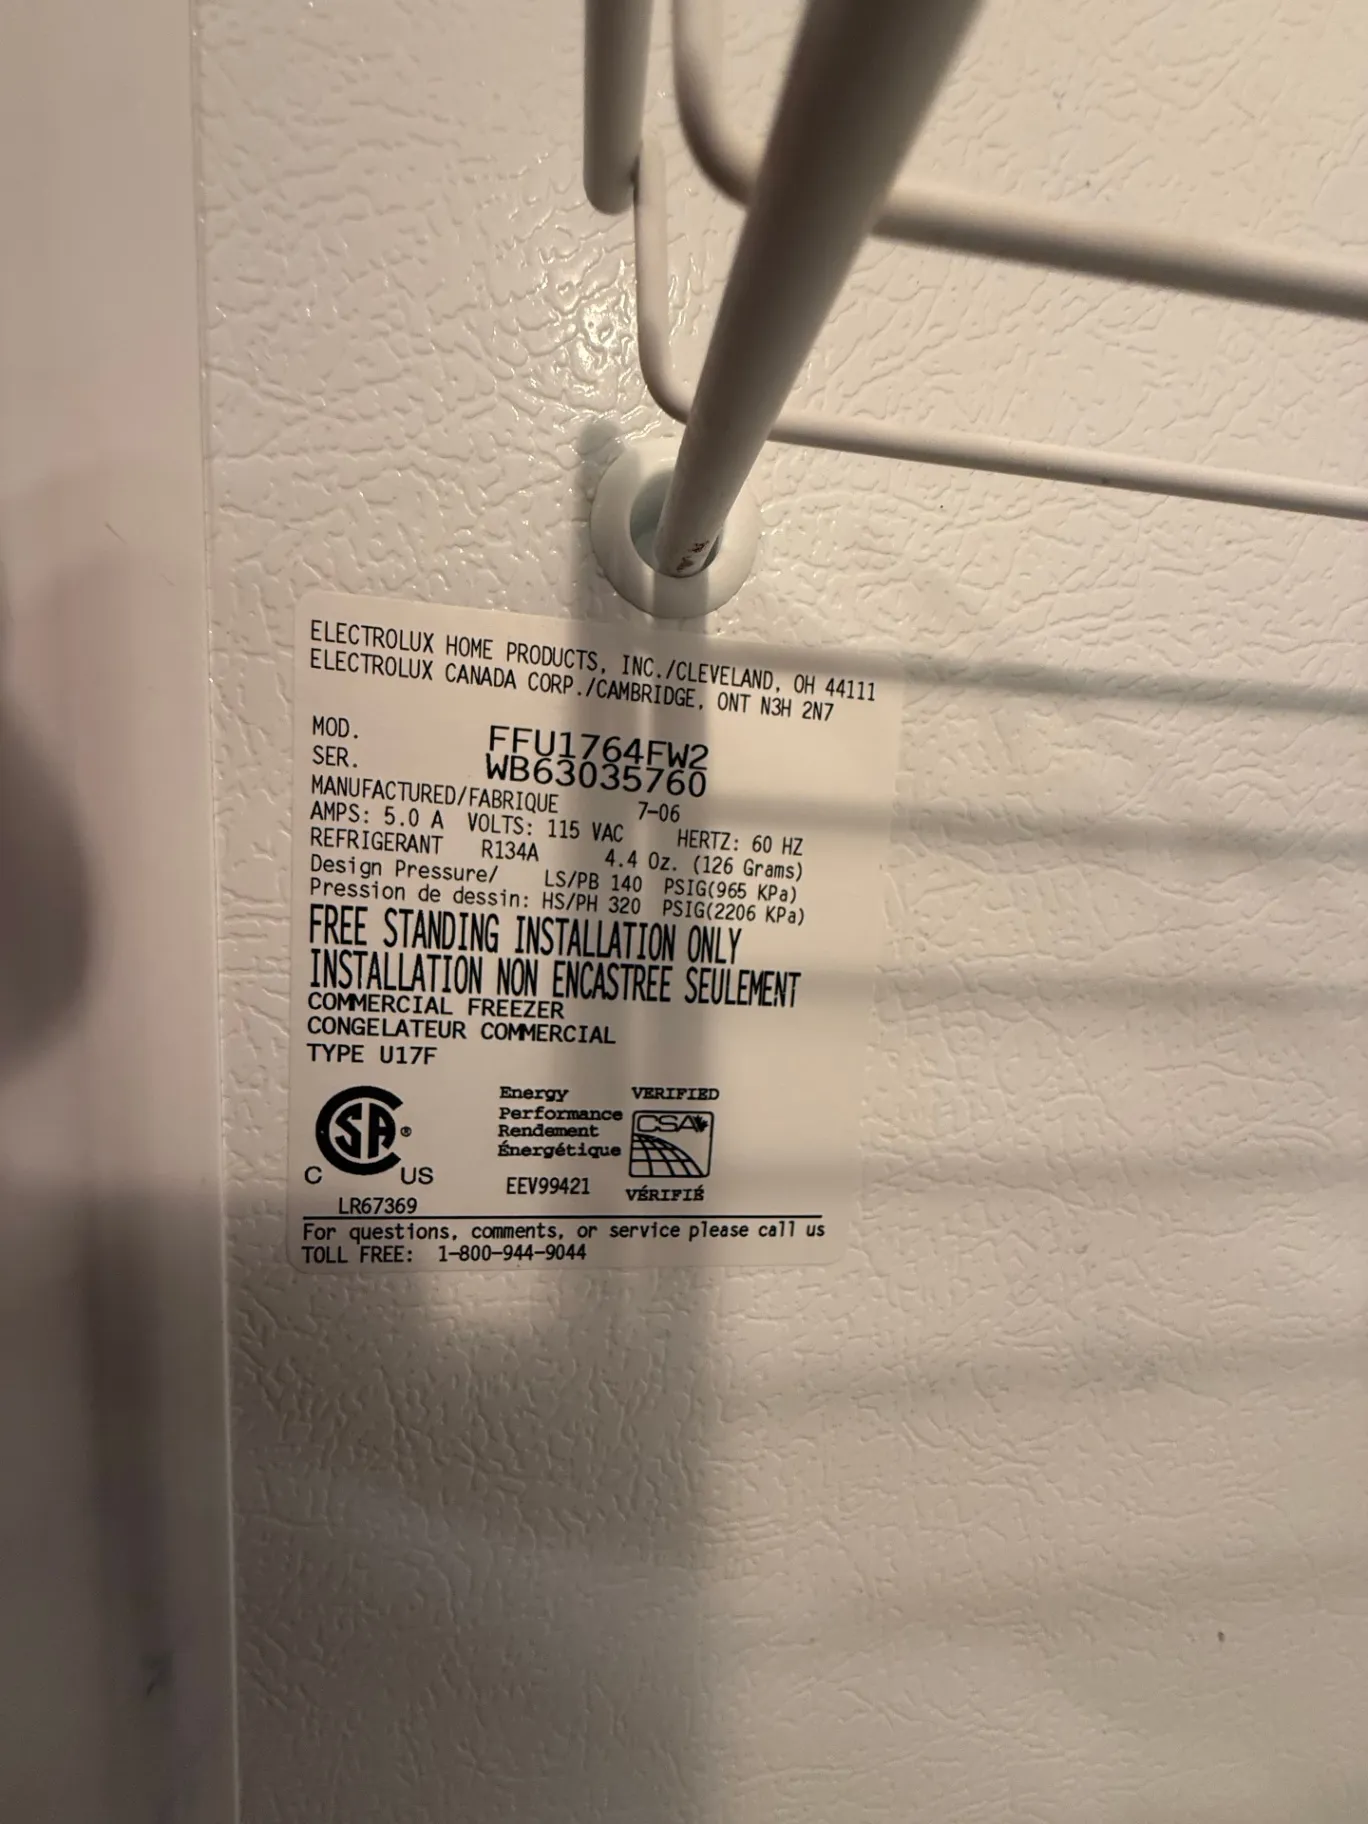 ELECTROLUX HOME PRODUCTS, INC./CLEVELAND, OH 44111
ELECTROLUX CANADA CORP./CAMBRIDGE, ONT N3H 2N7
MOD. FFU1764FW2
SER. WB63035760
MANUFACTURED/FABRIQUE 7-06
AMPS: 5.0 A VOLTS: 115 VAC HERTZ: 60 HZ
REFRIGERANT R134A 4.4 Oz. (126 Grams)
Design Pressure/ LS/PB 140 PSIG(965 KPa)
Pression de dessin: HS/PH 320 PSIG(2206 KPa)
FREE STANDING INSTALLATION ONLY
INSTALLATION NON ENCASTREE SEULEMENT
COMMERCIAL FREEZER
CONGELATEUR COMMERCIAL
TYPE U17F
Energy VERIFIED
Performance CSA
Rendement
Énergétique
SA ®
C US
EEV99421 VÉRIFIÉ
LR67369
For questions, comments, or service please call us
TOLL FREE: 1-800-944-9044